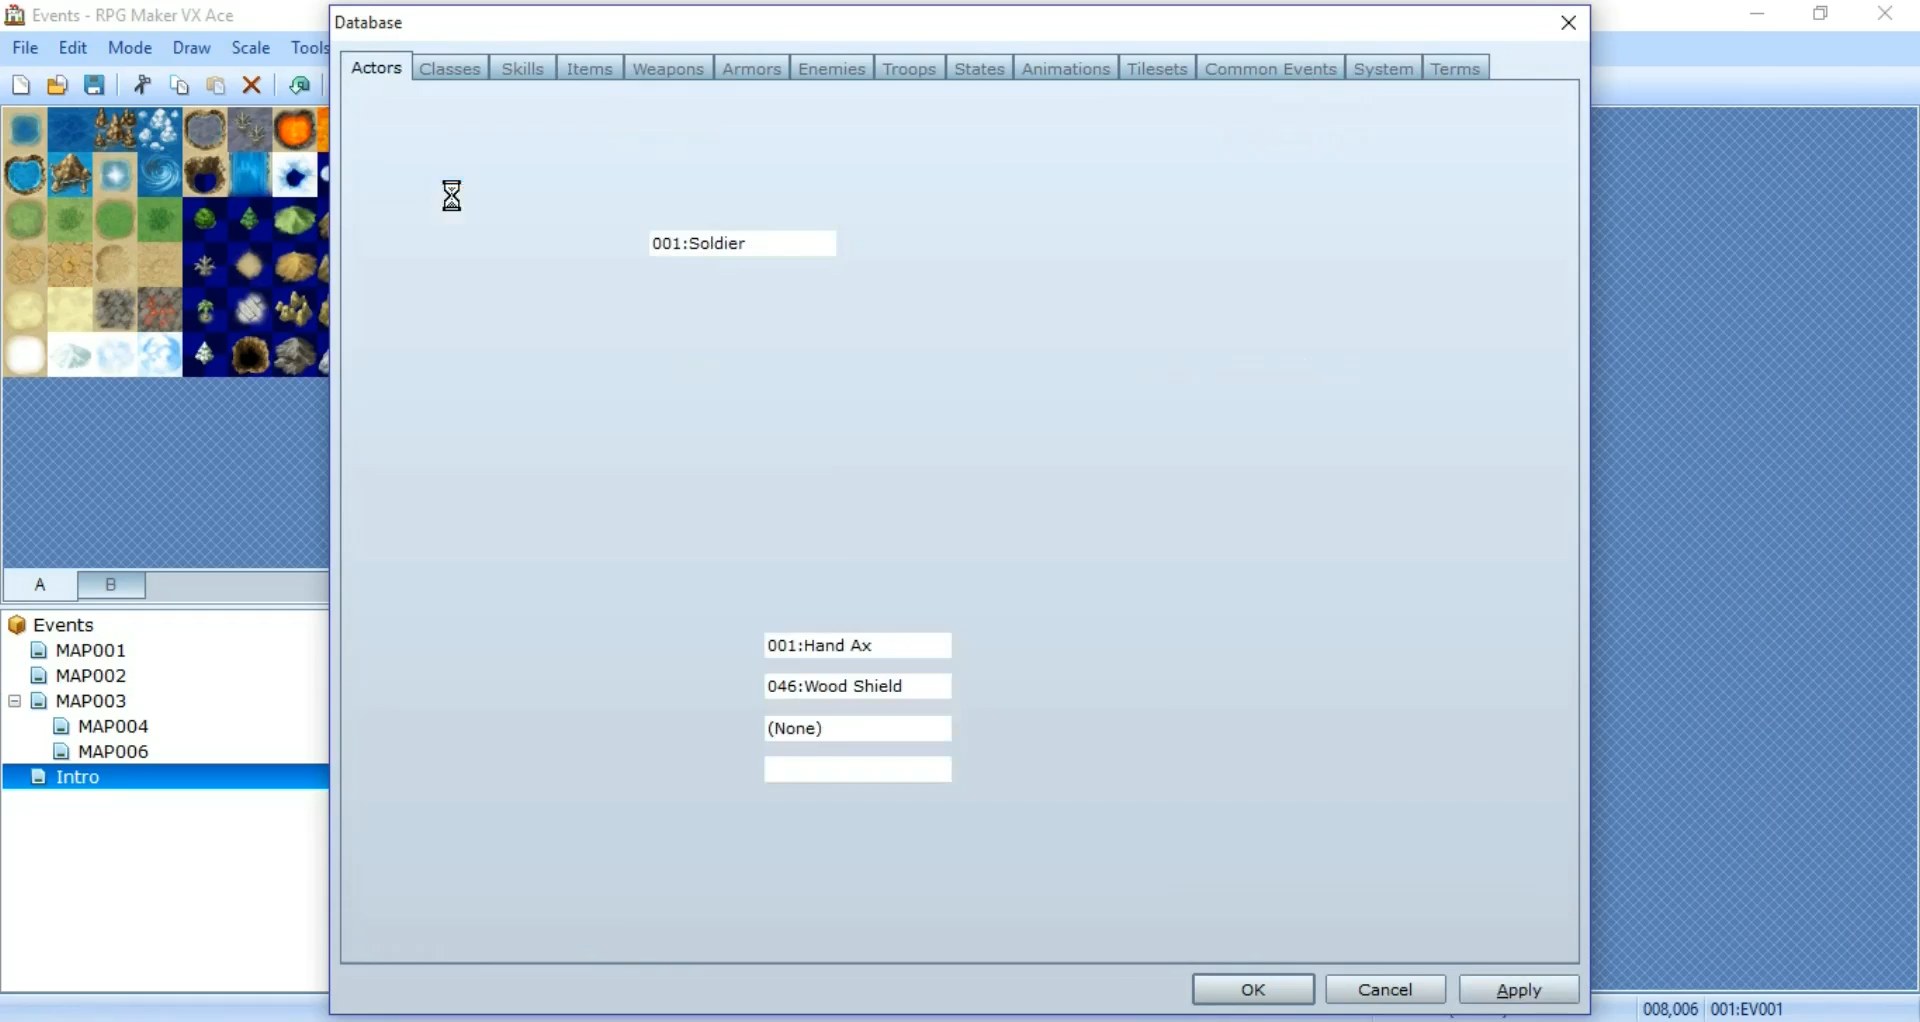 Events - RPG Maker VX Ace
File Edit Mode Draw Scale Tools
A B
Events
MAP001
MAP002
MAP003
MAP004
MAP006
Intro
Database
Actors Classes Skills Items Weapons Armors Enemies Troops States Animations Tilesets Common Events System Terms
001:Soldier
001:Hand Ax
046:Wood Shield
(None)
OK Cancel Apply
008,006 001:EV001